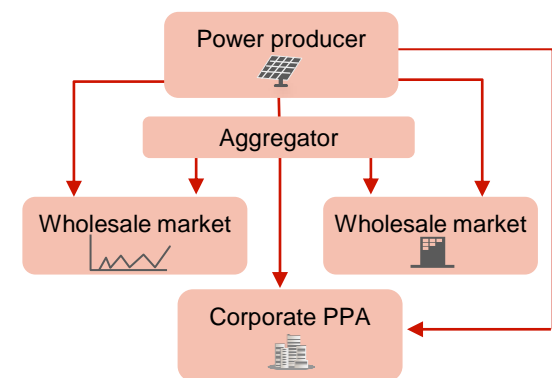 Power producer
Aggregator
Wholesale market
Wholesale market
Corporate PPA